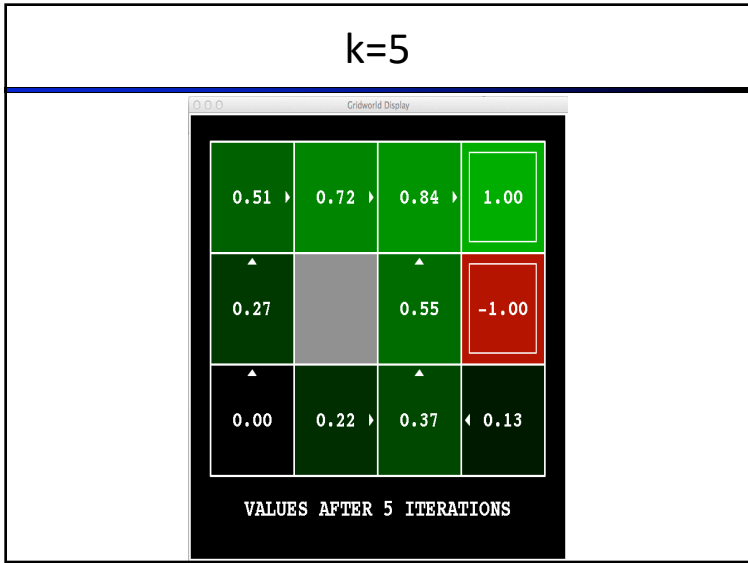 k=5
Gridworld Display
0.51 0.72 0.84 1.00
0.27 0.55 -1.00
0.00 0.22 0.37 0.13
VALUES AFTER 5 ITERATIONS